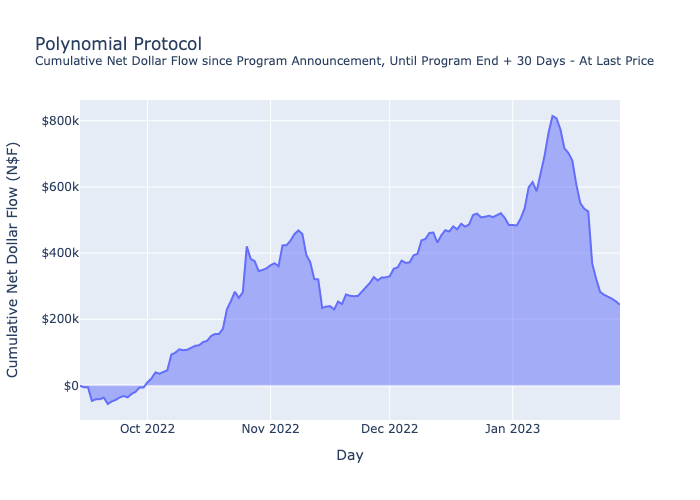 Polynomial Protocol
Cumulative Net Dollar Flow since Program Announcement, Until Program End + 30 Days - At Last Price
Cumulative Net Dollar Flow (N$F)
$800k
$600k
$400k
$200k
$0
Oct 2022
Nov 2022
Dec 2022
Jan 2023
Day